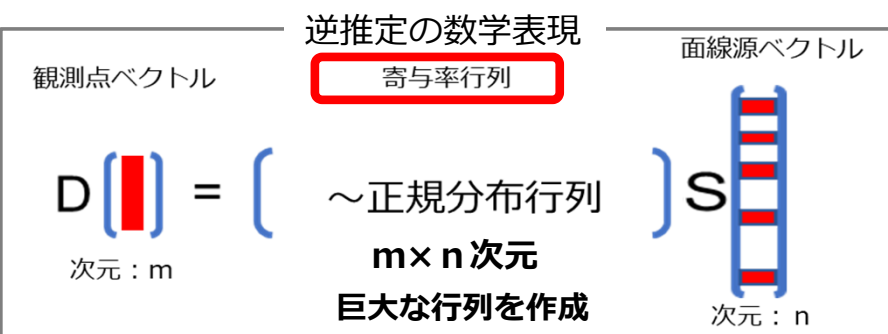 逆推定の数学表現
観測点ベクトル
寄与率行列
面線源ベクトル
D = ～正規分布行列 S
次元：m
m×n次元
巨大な行列を作成
次元：n